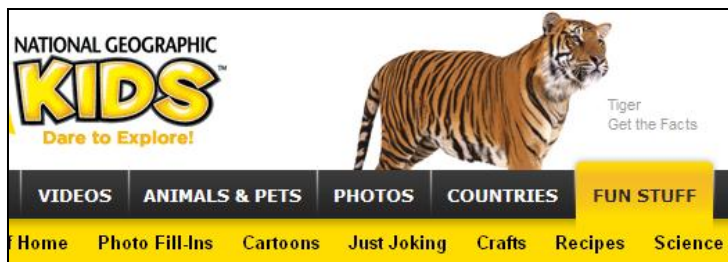 NATIONAL GEOGRAPHIC
KIDS™
Dare to Explore!
Tiger
Get the Facts
VIDEOS ANIMALS & PETS PHOTOS COUNTRIES FUN STUFF
Home Photo Fill-Ins Cartoons Just Joking Crafts Recipes Science